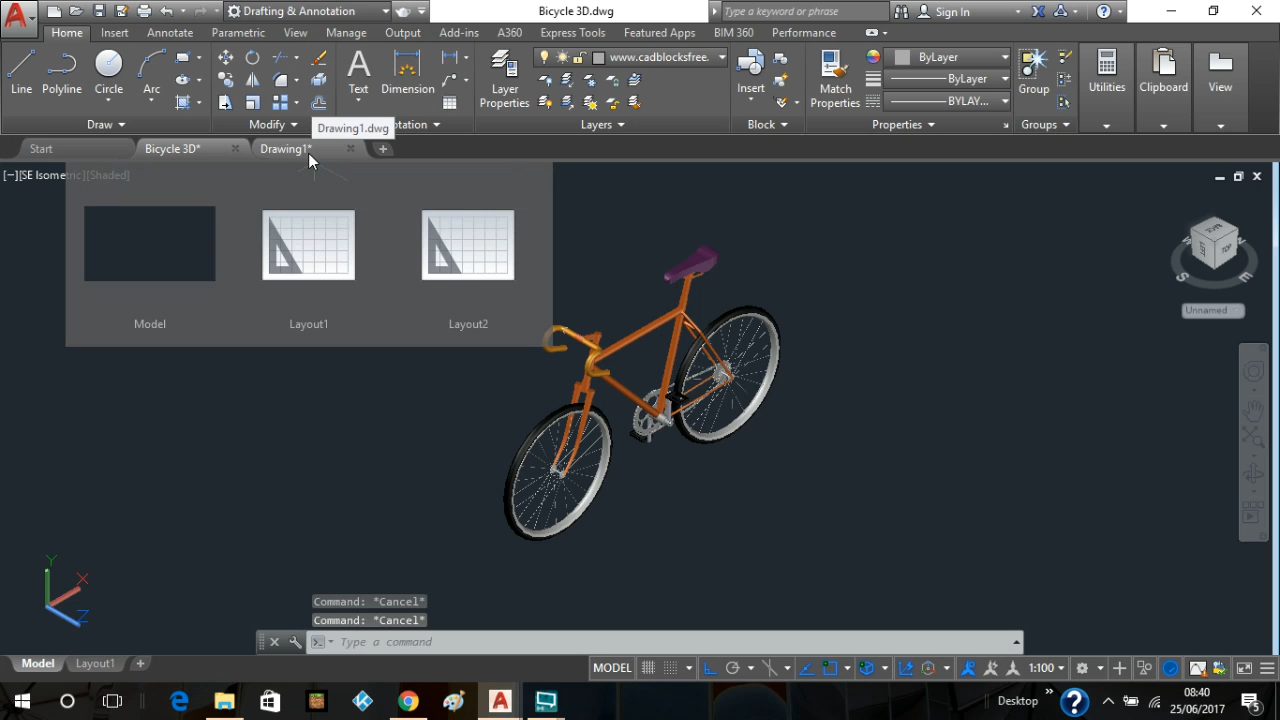 Drafting & Annotation
Bicycle 3D.dwg
Type a keyword or phrase
Sign In
Home Insert Annotate Parametric View Manage Output Add-ins A360 Express Tools Featured Apps BIM 360 Performance
www.cadblocksfree.
ByLayer
ByLayer
BYLAY...
Line Polyline Circle Arc
Text Dimension
Layer
Properties
Insert
Match
Properties
Group
Utilities
Clipboard
View
Draw
Modify
Layers
Block
Properties
Groups
Drawing1.dwg
Start
Bicycle 3D*
Drawing1*
[−][SE Isometric][Shaded]
Model
Layout1
Layout2
TOP
S
E
Unnamed
Y
X
Z
Command: *Cancel*
Command: *Cancel*
Type a command
Model
Layout1
MODEL
1:100
Desktop
08:40
25/06/2017
5